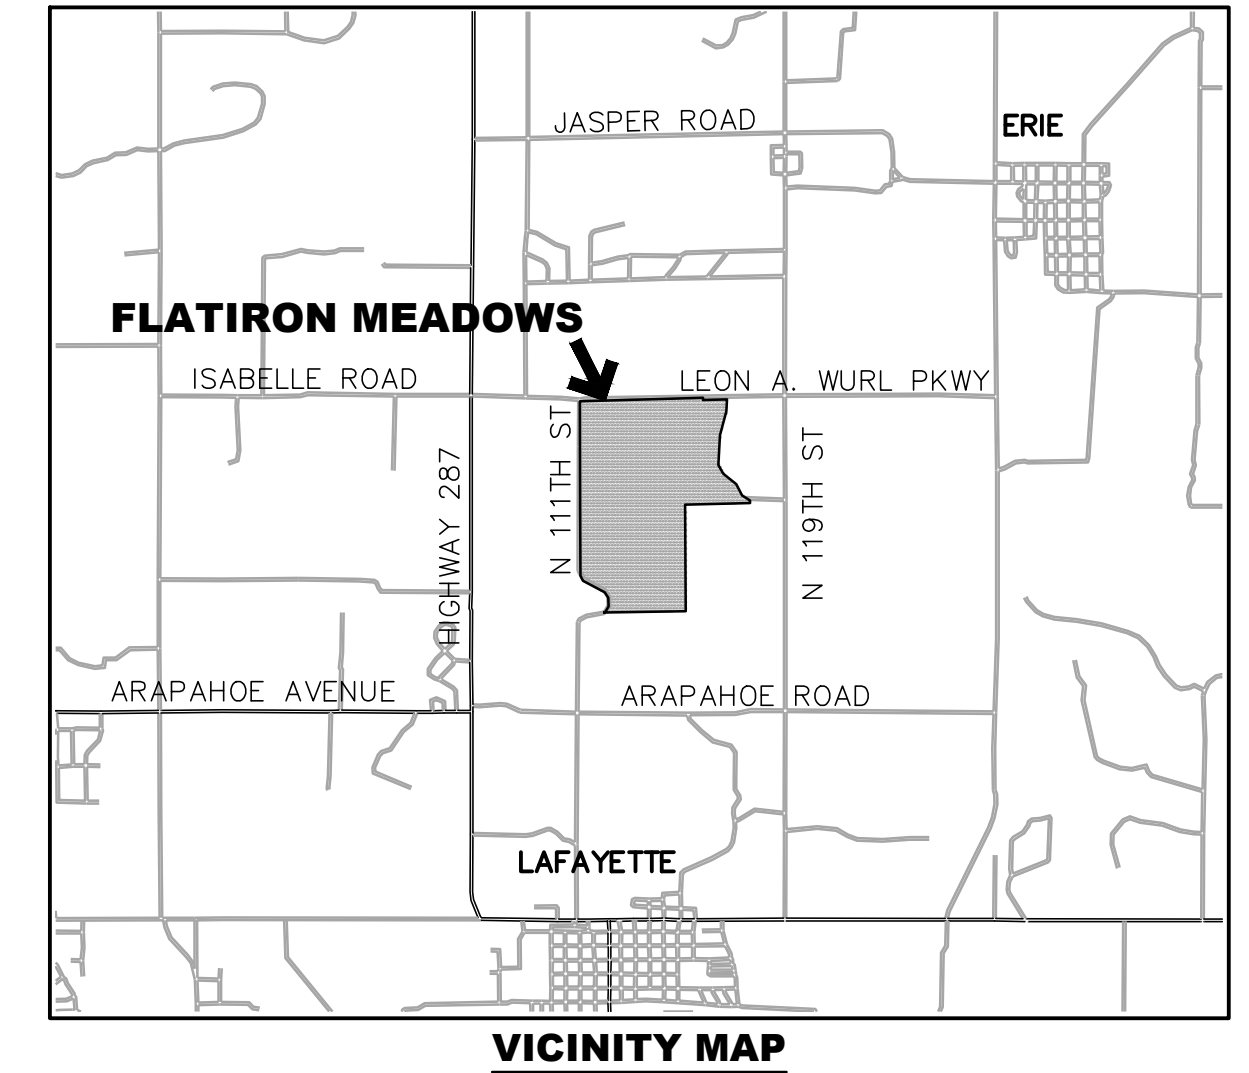 JASPER ROAD
ERIE
FLATIRON MEADOWS
ISABELLE ROAD
LEON A. WURL PKWY
HIGHWAY 287
N 111TH ST
N 119TH ST
ARAPAHOE AVENUE
ARAPAHOE ROAD
LAFAYETTE
VICINITY MAP